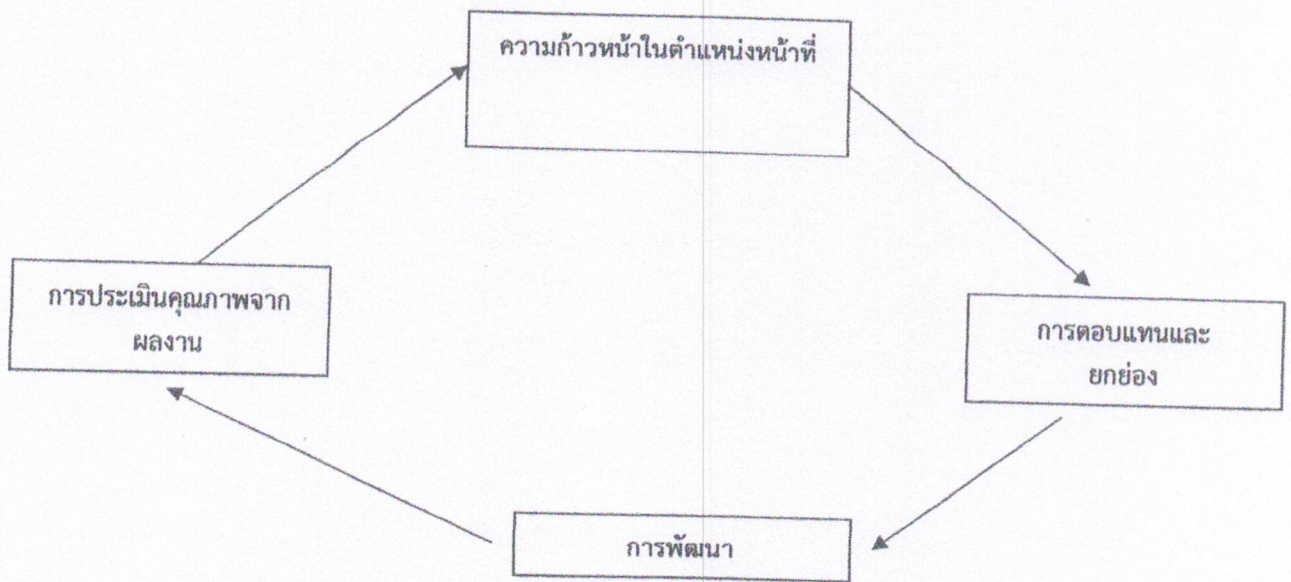 ความก้าวหน้าในตำแหน่งหน้าที่
การประเมินคุณภาพจาก
ผลงาน
การตอบแทนและ
ยกย่อง
การพัฒนา